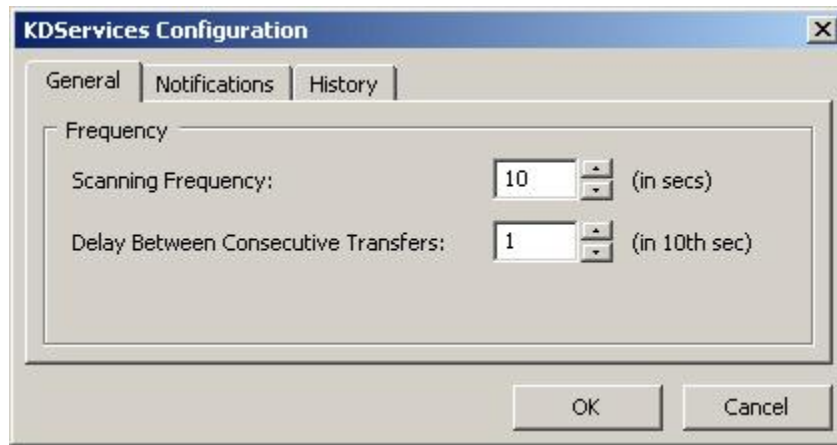 KDServices Configuration
General Notifications History
Frequency
Scanning Frequency: 10 (in secs)
Delay Between Consecutive Transfers: 1 (in 10th sec)
OK Cancel